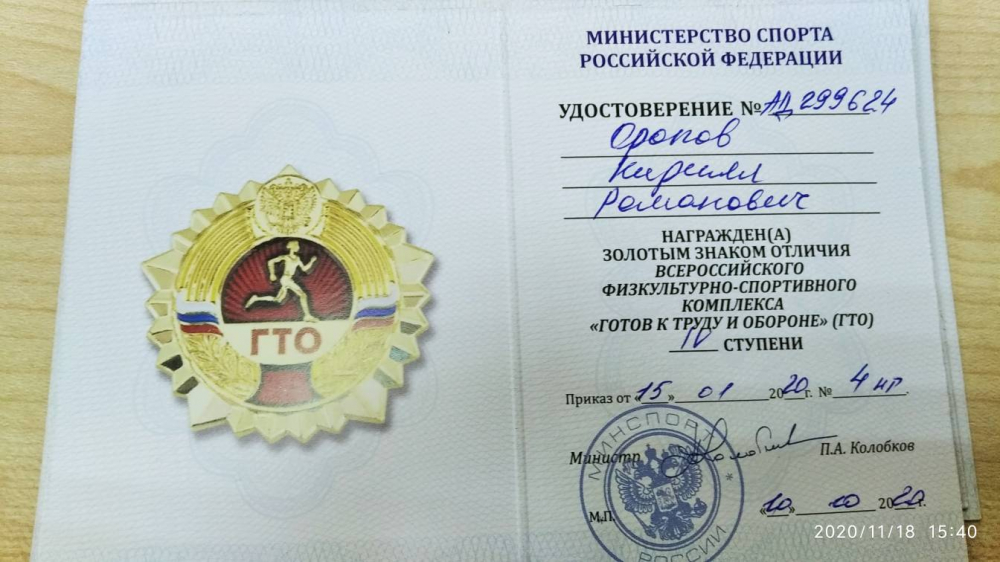 ГТО
МИНИСТЕРСТВО СПОРТА
РОССИЙСКОЙ ФЕДЕРАЦИИ
УДОСТОВЕРЕНИЕ № АД 299624
Оропов
Кирилл
Романович
НАГРАЖДЕН(А)
ЗОЛОТЫМ ЗНАКОМ ОТЛИЧИЯ
ВСЕРОССИЙСКОГО
ФИЗКУЛЬТУРНО-СПОРТИВНОГО
КОМПЛЕКСА
«ГОТОВ К ТРУДУ И ОБОРОНЕ» (ГТО)
IV СТУПЕНИ
Приказ от «15» 01 2020г. № 4 нг
Министр П.А. Колобков
МИНСПОРТ
РОССИИ
М.П. «10» 10 2020г.
2020/11/18 15:40